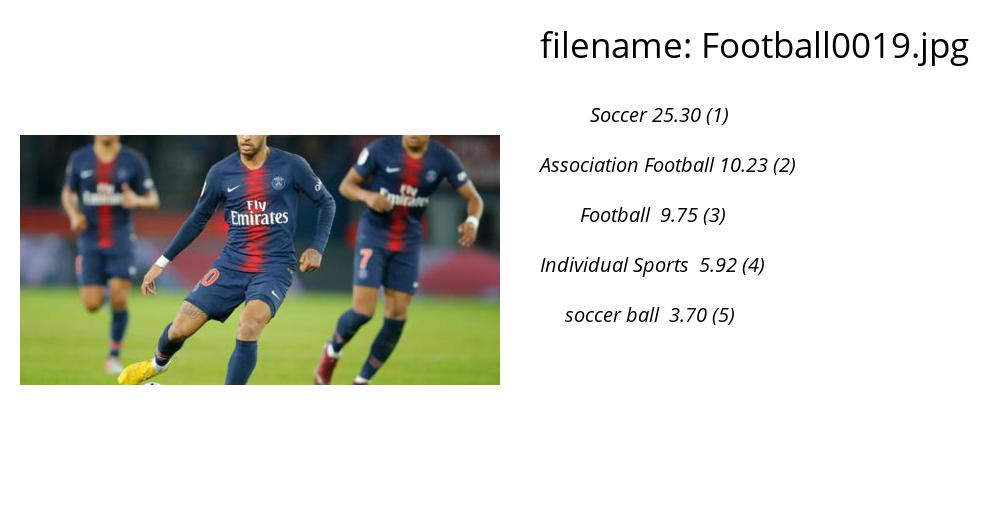 filename: Football0019.jpg
Soccer 25.30 (1)
Association Football 10.23 (2)
Football 9.75 (3)
Individual Sports 5.92 (4)
soccer ball 3.70 (5)
Fly
Emirates
Fly
Emirates
Fly
Emirates
7